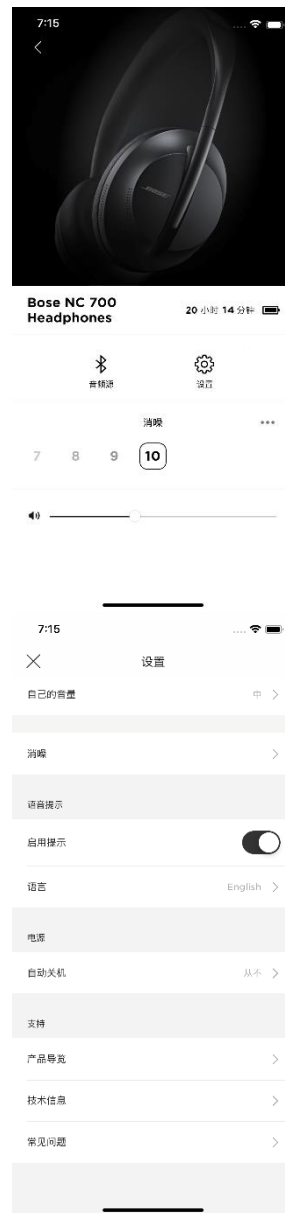 7:15
BOSE
Bose NC 700
Headphones
20 小时 14 分钟
音频源
设置
消噪
7 8 9 10
7:15
设置
自己的音量 中
消噪
语音提示
启用提示
语言 English
电源
自动关机 从不
支持
产品导览
技术信息
常见问题